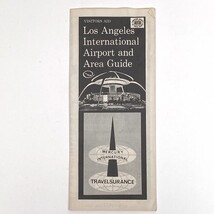 VISITORS AID
Los Angeles
International
Airport and
Area Guide
MERCURY
INTERNATIONAL
TRAVELSURANCE